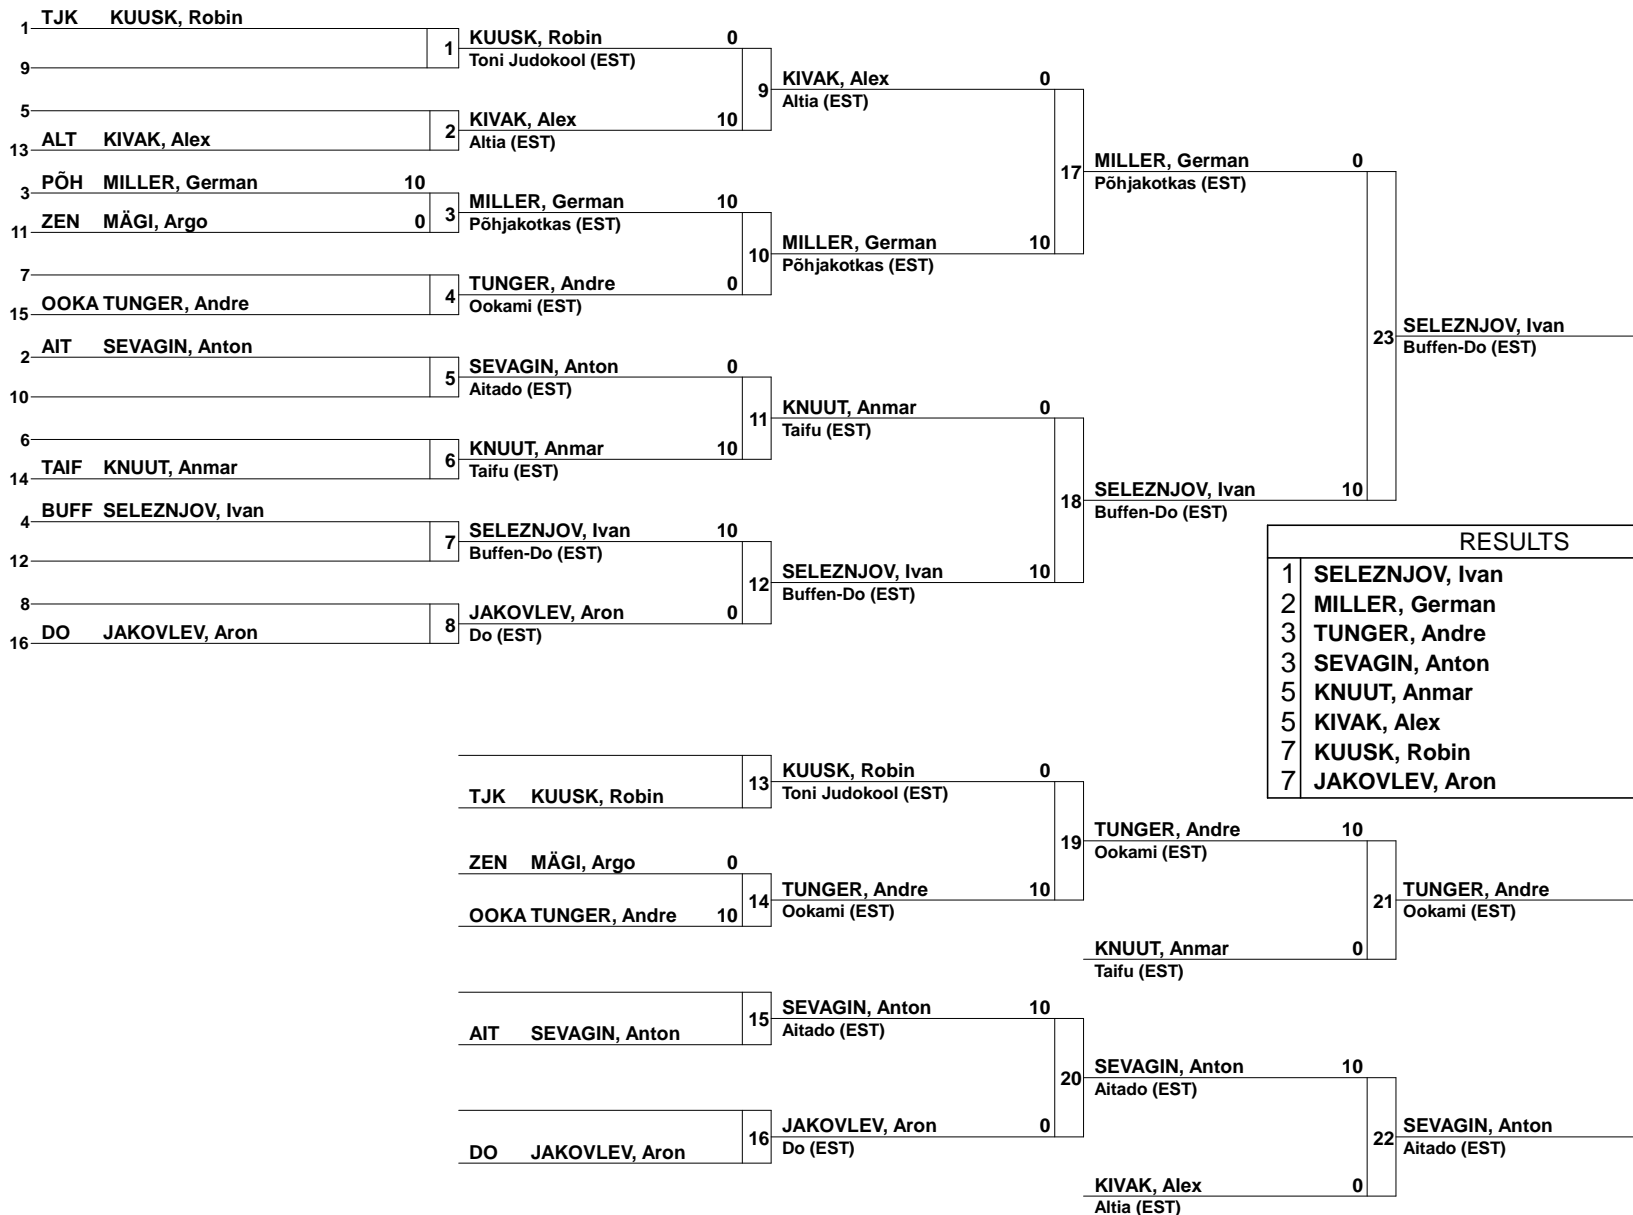 1 TJK KUUSK, Robin
9
1 KUUSK, Robin 0
Toni Judokool (EST)
5
13 ALT KIVAK, Alex
2 KIVAK, Alex 10
Altia (EST)
9 KIVAK, Alex 0
Altia (EST)
3 PÕH MILLER, German 10
11 ZEN MÄGI, Argo 0
3 MILLER, German 10
Põhjakotkas (EST)
7
15 OOKA TUNGER, Andre
4 TUNGER, Andre 0
Ookami (EST)
10 MILLER, German 10
Põhjakotkas (EST)
17 MILLER, German 0
Põhjakotkas (EST)
2 AIT SEVAGIN, Anton
10
5 SEVAGIN, Anton 0
Aitado (EST)
6
14 TAIF KNUUT, Anmar
6 KNUUT, Anmar 10
Taifu (EST)
11 KNUUT, Anmar 0
Taifu (EST)
4 BUFF SELEZNJOV, Ivan
12
7 SELEZNJOV, Ivan 10
Buffen-Do (EST)
8
16 DO JAKOVLEV, Aron
8 JAKOVLEV, Aron 0
Do (EST)
12 SELEZNJOV, Ivan 10
Buffen-Do (EST)
18 SELEZNJOV, Ivan 10
Buffen-Do (EST)
23 SELEZNJOV, Ivan
Buffen-Do (EST)
RESULTS
1 SELEZNJOV, Ivan
2 MILLER, German
3 TUNGER, Andre
3 SEVAGIN, Anton
5 KNUUT, Anmar
5 KIVAK, Alex
7 KUUSK, Robin
7 JAKOVLEV, Aron
TJK KUUSK, Robin
13 KUUSK, Robin 0
Toni Judokool (EST)
ZEN MÄGI, Argo 0
OOKA TUNGER, Andre 10
14 TUNGER, Andre 10
Ookami (EST)
19 TUNGER, Andre 10
Ookami (EST)
KNUUT, Anmar 0
Taifu (EST)
21 TUNGER, Andre
Ookami (EST)
AIT SEVAGIN, Anton
15 SEVAGIN, Anton 10
Aitado (EST)
DO JAKOVLEV, Aron
16 JAKOVLEV, Aron 0
Do (EST)
20 SEVAGIN, Anton 10
Aitado (EST)
KIVAK, Alex 0
Altia (EST)
22 SEVAGIN, Anton
Aitado (EST)